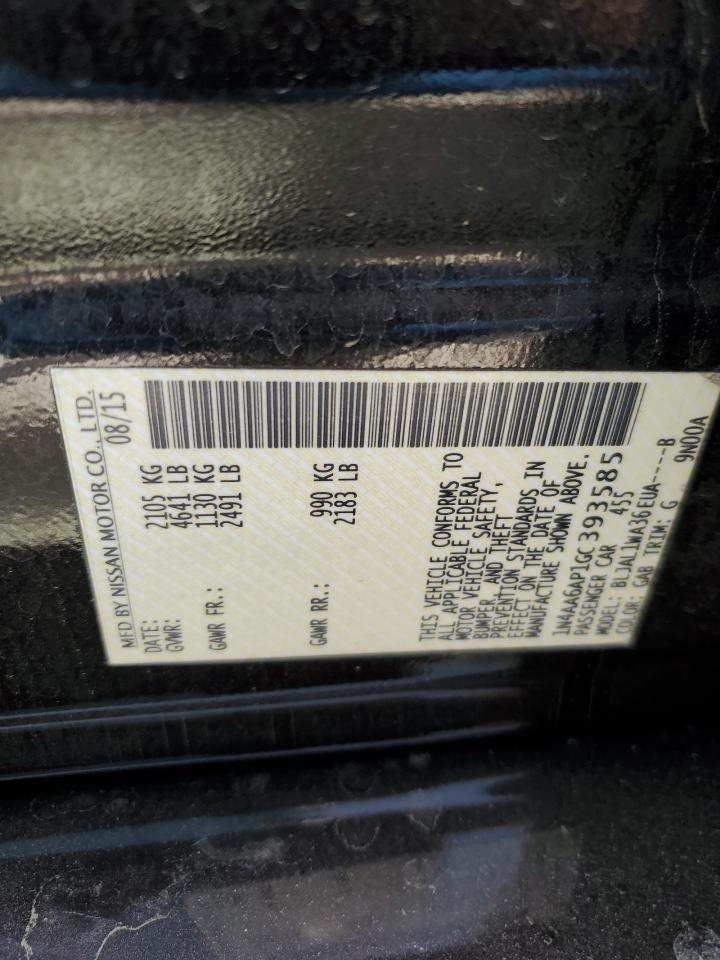 MFD BY NISSAN MOTOR CO., LTD.
DATE: 08/15
GVWR: 2105 KG
4641 LB
GAWR FR.: 1130 KG
2491 LB
GAWR RR.: 990 KG
2183 LB
THIS VEHICLE CONFORMS TO
ALL APPLICABLE FEDERAL
MOTOR VEHICLE SAFETY,
BUMPER, AND THEFT
PREVENTION STANDARDS IN
EFFECT ON THE DATE OF
MANUFACTURE SHOWN ABOVE.
1N4AA6AP1GC393585
PASSENGER CAR 455
MODEL: BLJAL1WA36EUA----B
COLOR: GAB TRIM: G 9N00A